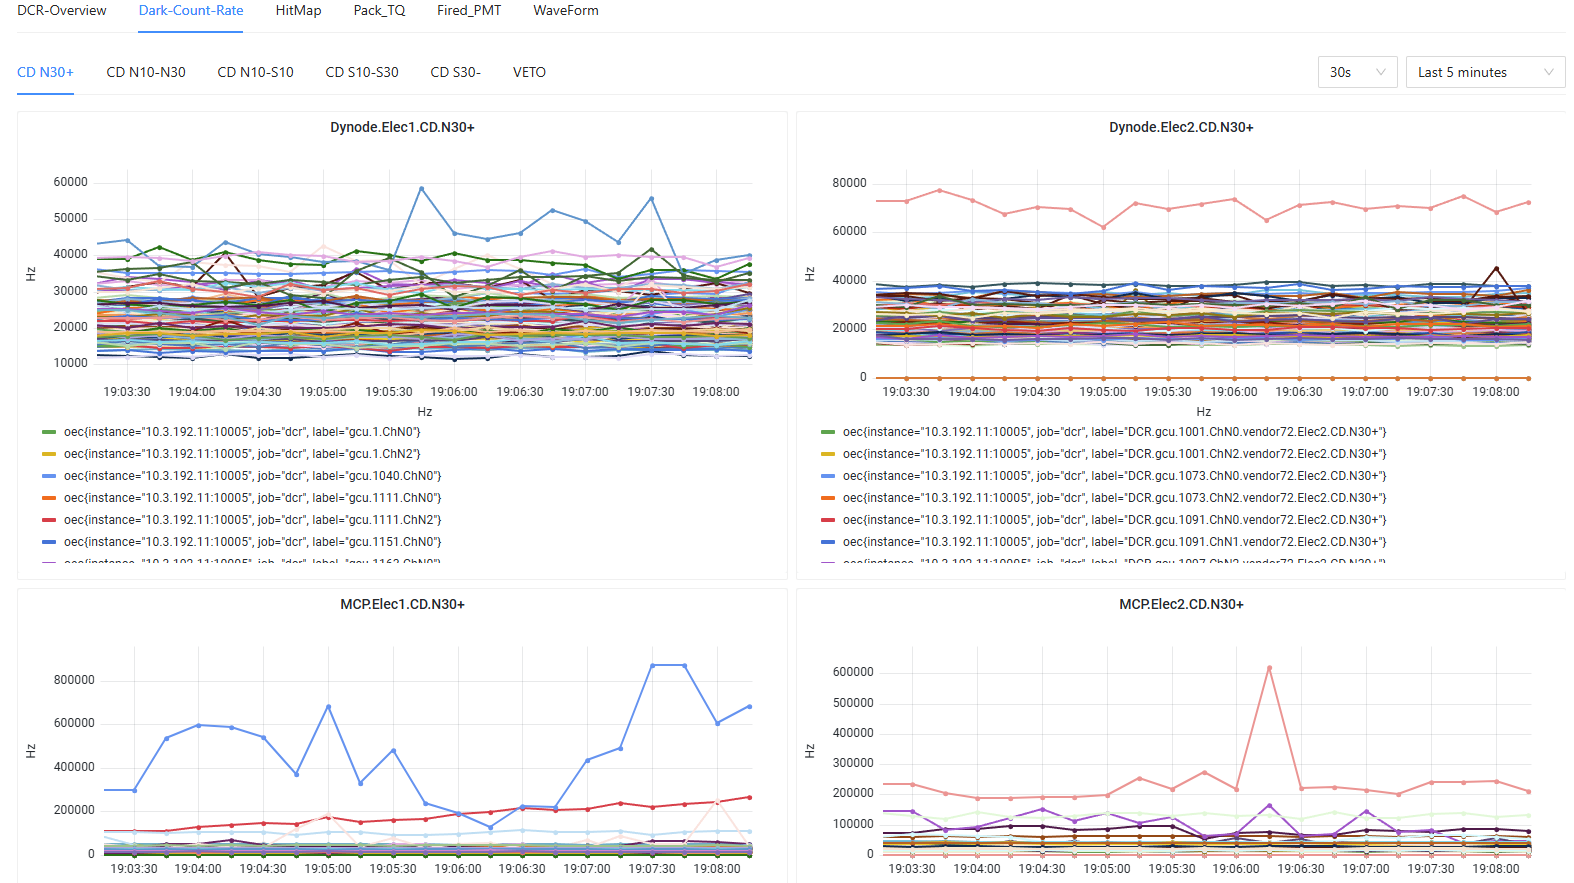 DCR-Overview Dark-Count-Rate HitMap Pack_TQ Fired_PMT WaveForm
CD N30+ CD N10-N30 CD N10-S10 CD S10-S30 CD S30- VETO 30s Last 5 minutes
Dynode.Elec1.CD.N30+
60000
50000
40000
30000
20000
10000
Hz
19:03:30 19:04:00 19:04:30 19:05:00 19:05:30 19:06:00 19:06:30 19:07:00 19:07:30 19:08:00
Hz
oec{instance="10.3.192.11:10005", job="dcr", label="gcu.1.ChN0"}
oec{instance="10.3.192.11:10005", job="dcr", label="gcu.1.ChN2"}
oec{instance="10.3.192.11:10005", job="dcr", label="gcu.1040.ChN0"}
oec{instance="10.3.192.11:10005", job="dcr", label="gcu.1111.ChN0"}
oec{instance="10.3.192.11:10005", job="dcr", label="gcu.1111.ChN2"}
oec{instance="10.3.192.11:10005", job="dcr", label="gcu.1151.ChN0"}
Dynode.Elec2.CD.N30+
80000
60000
40000
20000
0
Hz
19:03:30 19:04:00 19:04:30 19:05:00 19:05:30 19:06:00 19:06:30 19:07:00 19:07:30 19:08:00
Hz
oec{instance="10.3.192.11:10005", job="dcr", label="DCR.gcu.1001.ChN0.vendor72.Elec2.CD.N30+"}
oec{instance="10.3.192.11:10005", job="dcr", label="DCR.gcu.1001.ChN2.vendor72.Elec2.CD.N30+"}
oec{instance="10.3.192.11:10005", job="dcr", label="DCR.gcu.1073.ChN0.vendor72.Elec2.CD.N30+"}
oec{instance="10.3.192.11:10005", job="dcr", label="DCR.gcu.1073.ChN2.vendor72.Elec2.CD.N30+"}
oec{instance="10.3.192.11:10005", job="dcr", label="DCR.gcu.1091.ChN0.vendor72.Elec2.CD.N30+"}
oec{instance="10.3.192.11:10005", job="dcr", label="DCR.gcu.1091.ChN1.vendor72.Elec2.CD.N30+"}
MCP.Elec1.CD.N30+
800000
600000
400000
200000
0
Hz
19:03:30 19:04:00 19:04:30 19:05:00 19:05:30 19:06:00 19:06:30 19:07:00 19:07:30 19:08:00
MCP.Elec2.CD.N30+
600000
500000
400000
300000
200000
100000
0
Hz
19:03:30 19:04:00 19:04:30 19:05:00 19:05:30 19:06:00 19:06:30 19:07:00 19:07:30 19:08:00